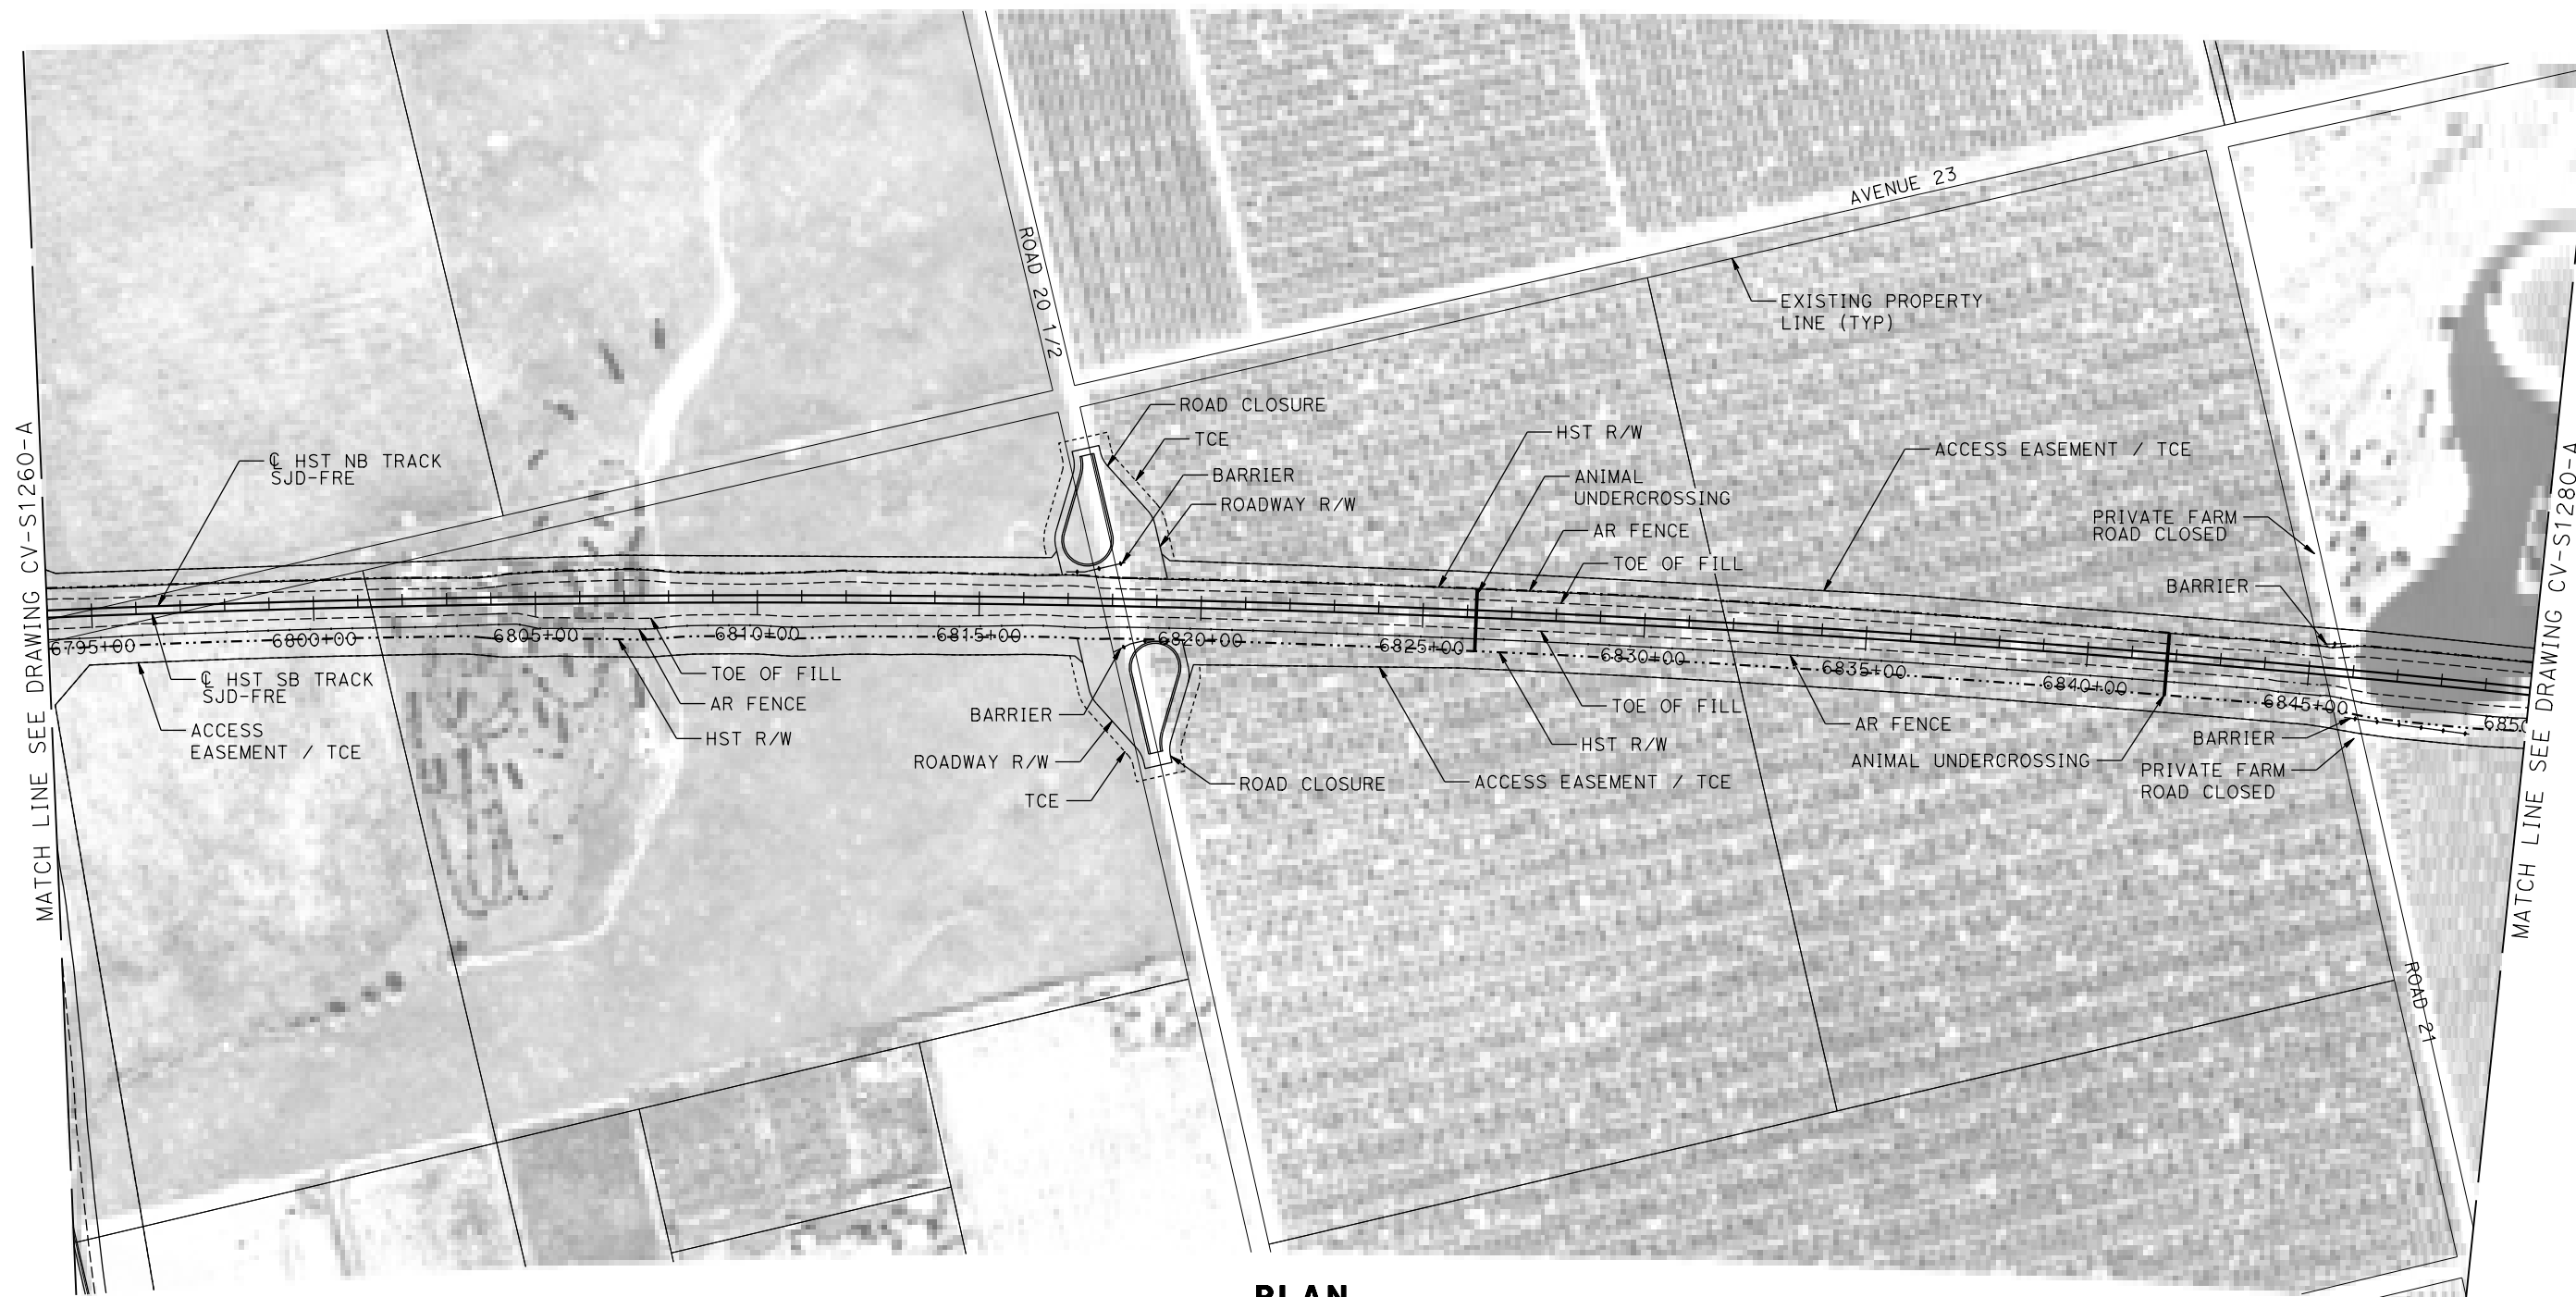 AVENUE 23
ROAD 20 1/2
EXISTING PROPERTY
LINE (TYP)
MATCH LINE SEE DRAWING CV-S1260-A
MATCH LINE SEE DRAWING CV-S1280-A
℄ HST NB TRACK
SJD-FRE
ROAD CLOSURE
TCE
BARRIER
ROADWAY R/W
HST R/W
ANIMAL
UNDERCROSSING
AR FENCE
TOE OF FILL
ACCESS EASEMENT / TCE
PRIVATE FARM
ROAD CLOSED
BARRIER
6795+00
6800+00
6805+00
6810+00
6815+00
6820+00
6825+00
6830+00
6835+00
6840+00
6845+00
6850
℄ HST SB TRACK
SJD-FRE
ACCESS
EASEMENT / TCE
TOE OF FILL
AR FENCE
HST R/W
BARRIER
ROADWAY R/W
TCE
ROAD CLOSURE
TOE OF FILL
HST R/W
ACCESS EASEMENT / TCE
AR FENCE
ANIMAL UNDERCROSSING
BARRIER
PRIVATE FARM
ROAD CLOSED
ROAD 21
PLAN